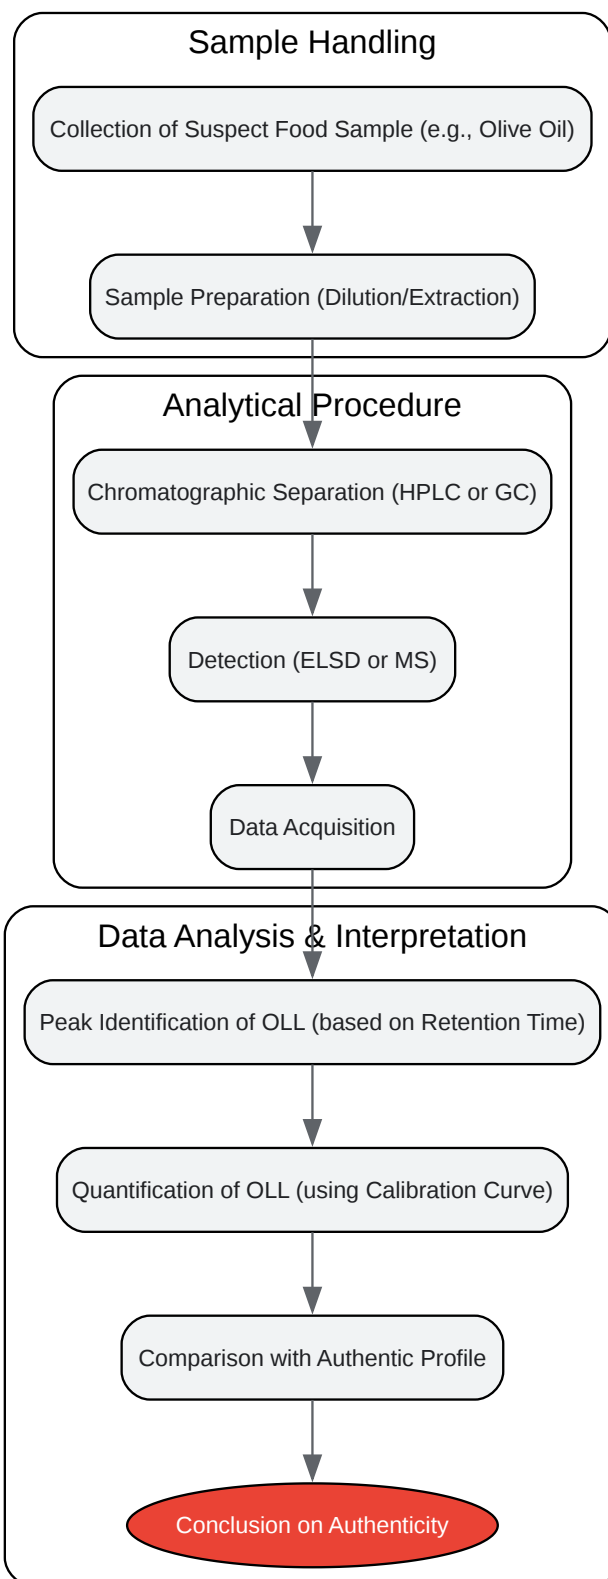 Sample Handling
Collection of Suspect Food Sample (e.g., Olive Oil)
Sample Preparation (Dilution/Extraction)
Analytical Procedure
Chromatographic Separation (HPLC or GC)
Detection (ELSD or MS)
Data Acquisition
Data Analysis & Interpretation
Peak Identification of OLL (based on Retention Time)
Quantification of OLL (using Calibration Curve)
Comparison with Authentic Profile
Conclusion on Authenticity